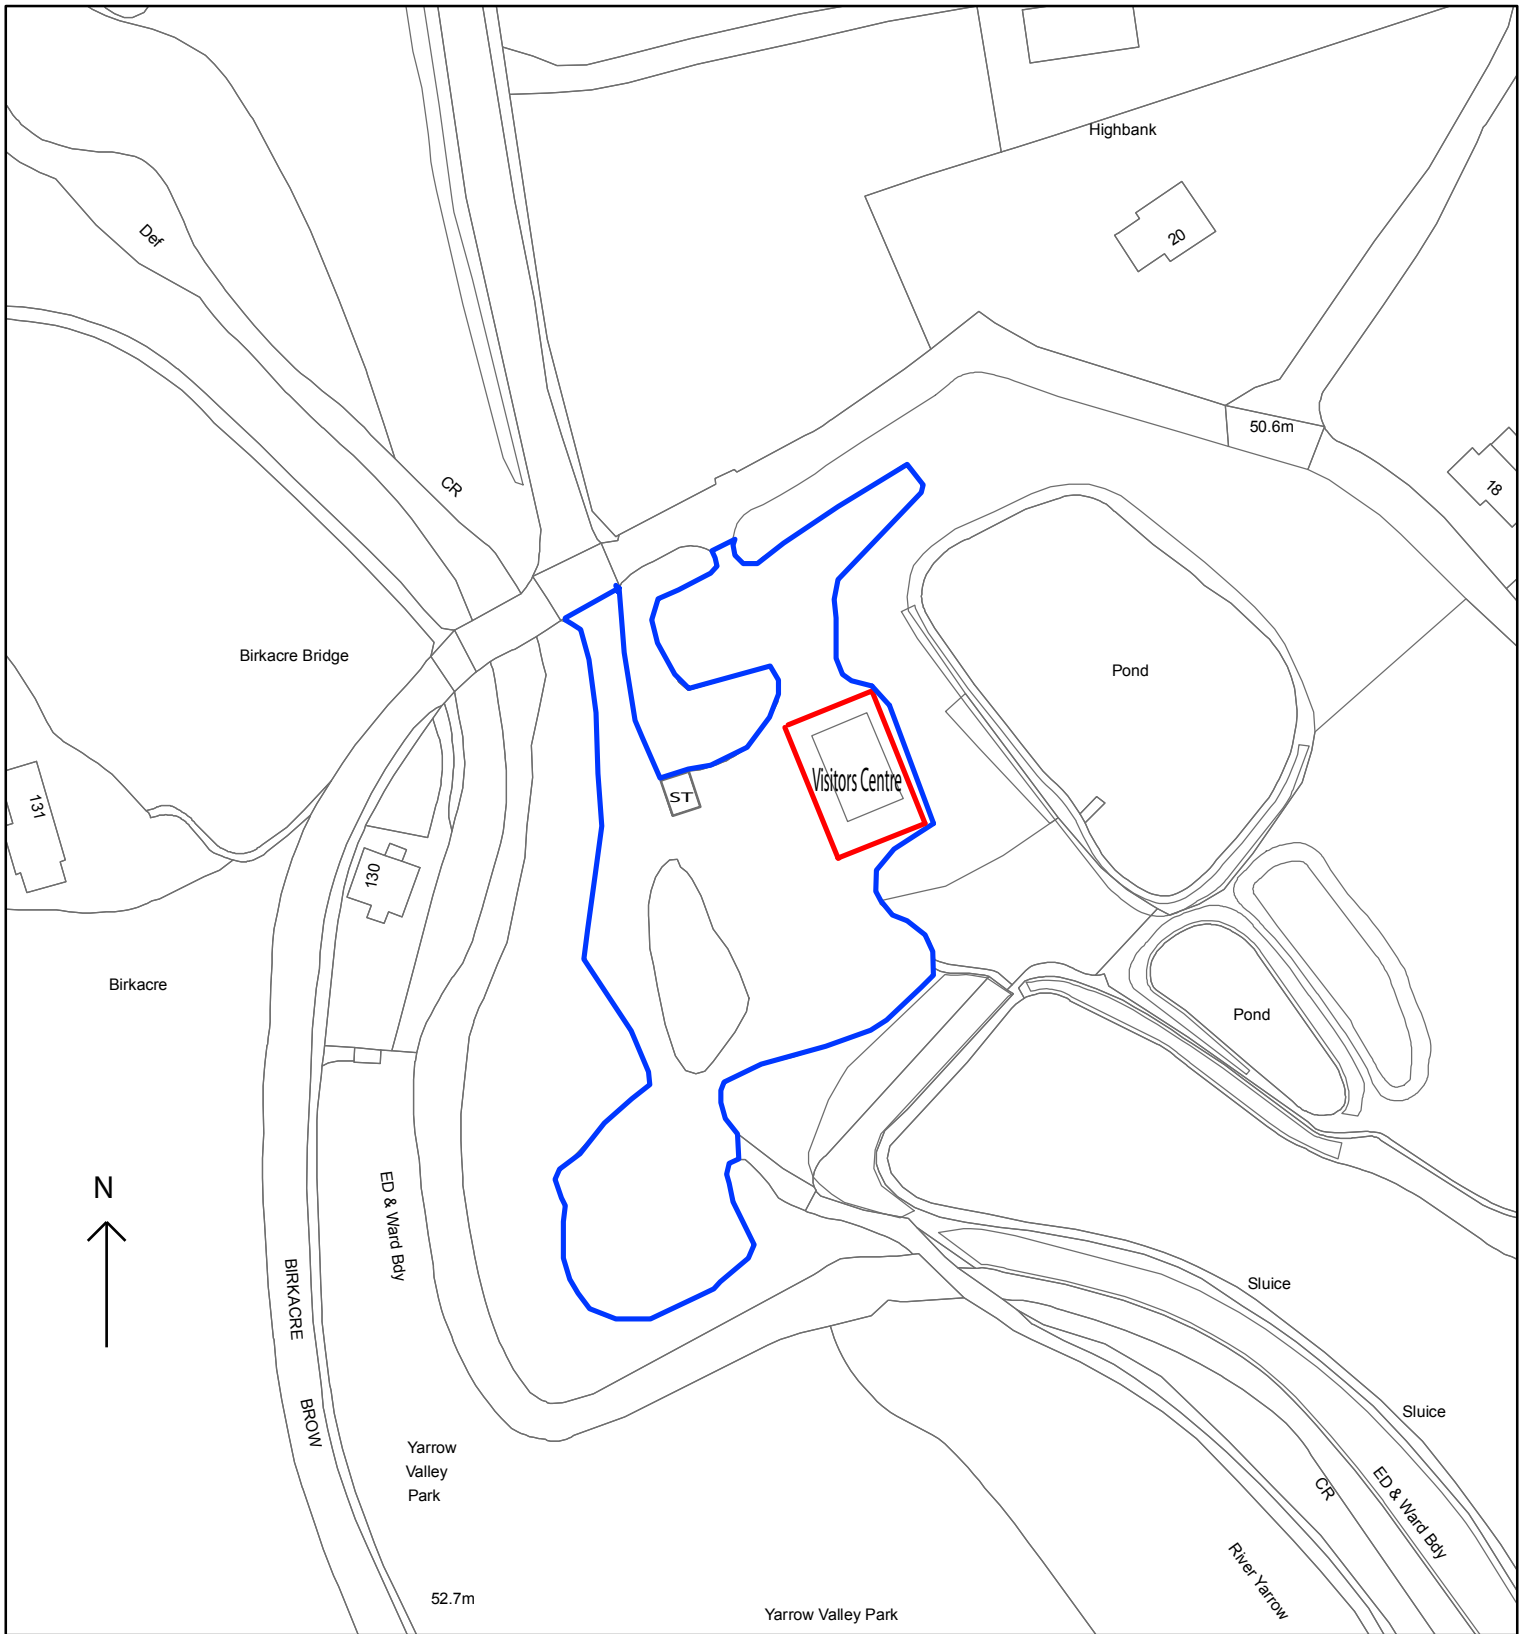 Highbank
Def
20
50.6m
CR
18
Birkacre Bridge
Pond
Visitors Centre
ST
131
130
Birkacre
Pond
N
ED & Ward Bdy
BIRKACRE
BROW
Sluice
Sluice
Yarrow
Valley
Park
CR
ED & Ward Bdy
River Yarrow
52.7m
Yarrow Valley Park